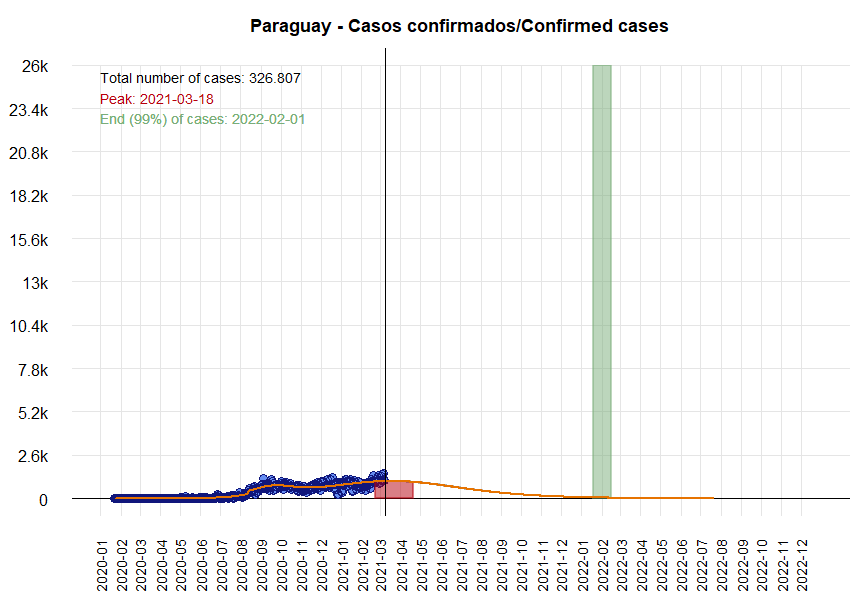 Paraguay - Casos confirmados/Confirmed cases
26k
Total number of cases: 326.807
Peak: 2021-03-18
23.4k
End (99%) of cases: 2022-02-01
20.8k
18.2k
15.6k
13k
10.4k
7.8k
5.2k
2.6k
0
2020-01
2020-02
2020-03
2020-04
2020-05
2020-06
2020-07
2020-08
2020-09
2020-10
2020-11
2020-12
2021-01
2021-02
2021-03
2021-04
2021-05
2021-06
2021-07
2021-08
2021-09
2021-10
2021-11
2021-12
2022-01
2022-02
2022-03
2022-04
2022-05
2022-06
2022-07
2022-08
2022-09
2022-10
2022-11
2022-12